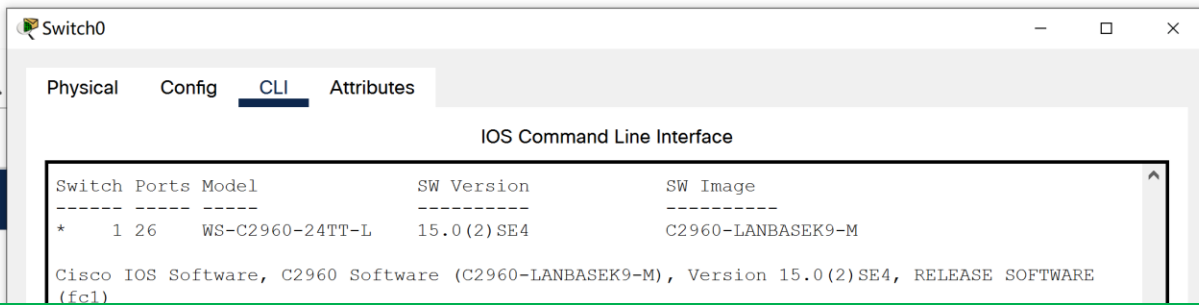 Switch0
Physical Config CLI Attributes
IOS Command Line Interface
Switch Ports Model SW Version SW Image
------ ----- ----- ---------- ----------
* 1 26 WS-C2960-24TT-L 15.0(2)SE4 C2960-LANBASEK9-M
Cisco IOS Software, C2960 Software (C2960-LANBASEK9-M), Version 15.0(2)SE4, RELEASE SOFTWARE
(fc1)